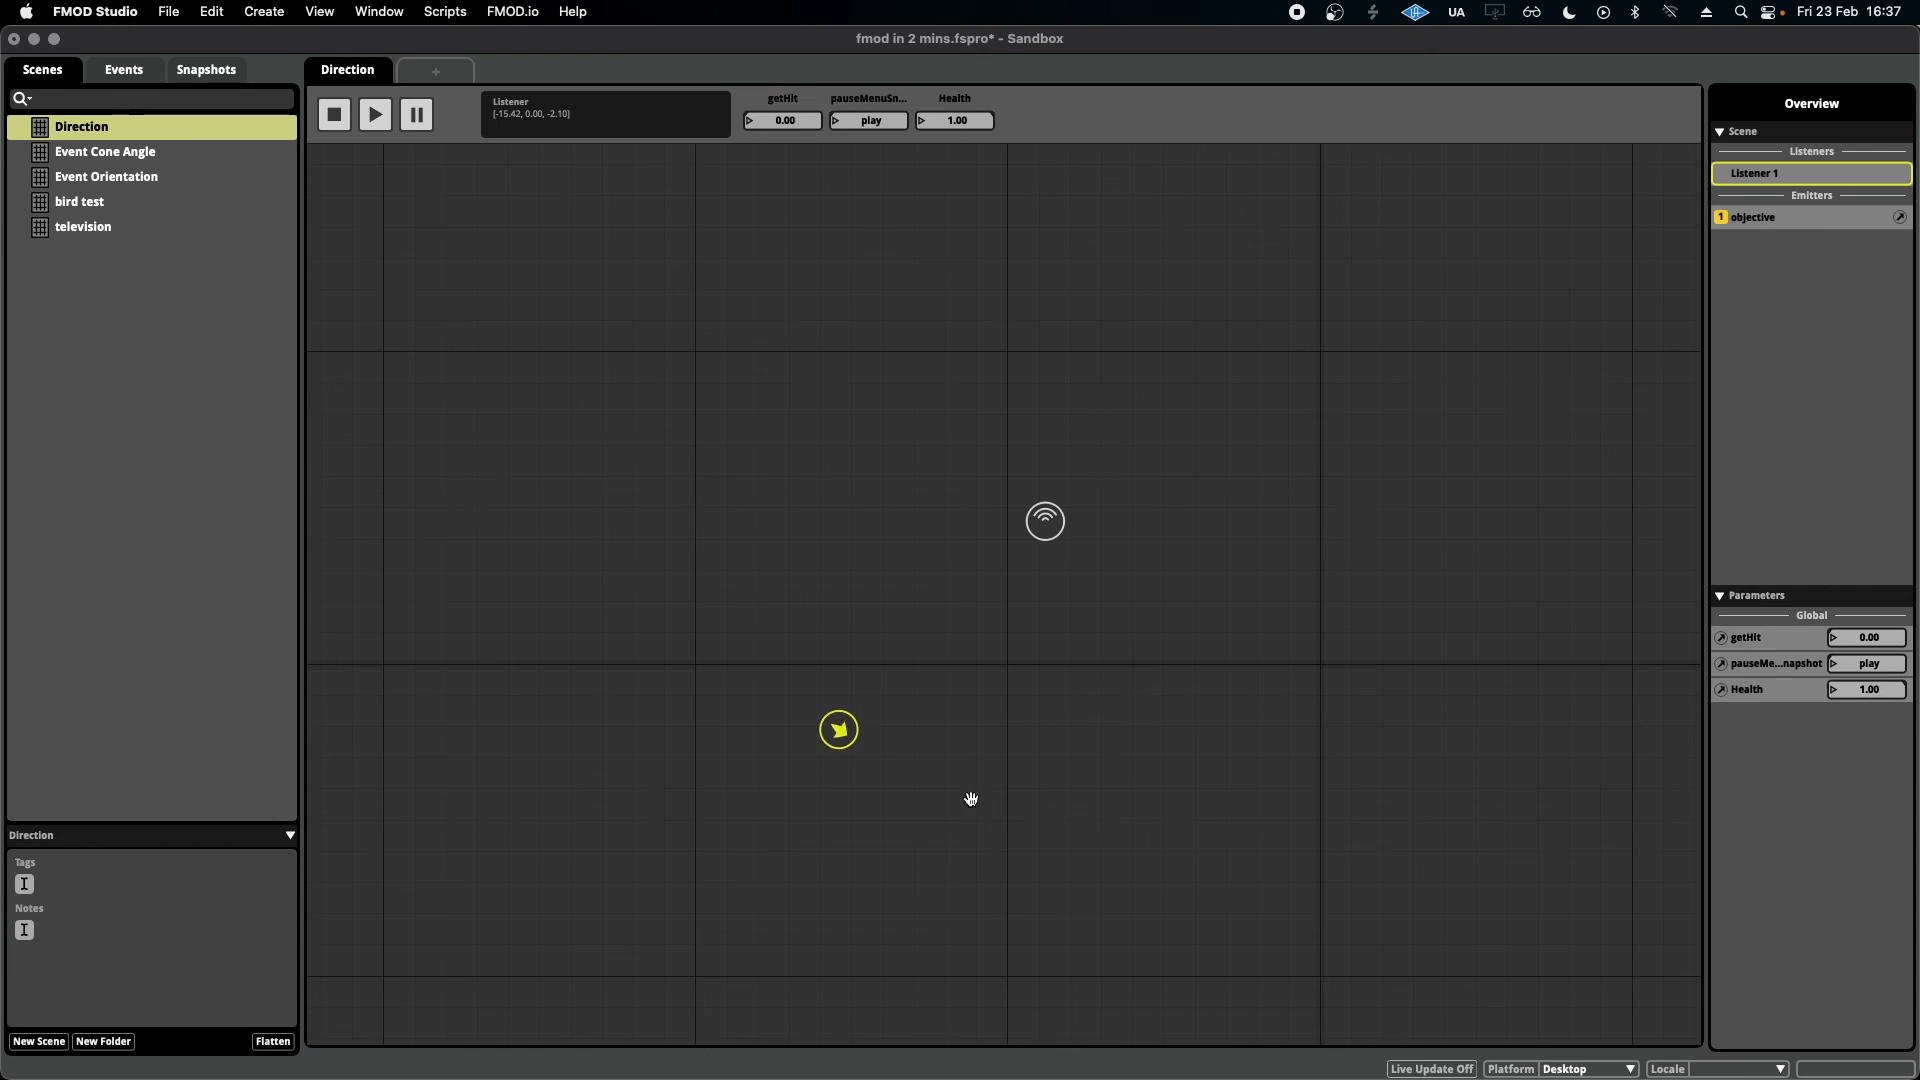 FMOD Studio File Edit Create View Window Scripts FMOD.io Help
UA Fri 23 Feb 16:37
fmod in 2 mins.fspro* - Sandbox
Scenes Events Snapshots
Direction
Event Cone Angle
Event Orientation
bird test
television
Direction
Tags
Notes
New Scene New Folder Flatten
Direction +
Listener
[-15.42, 0.00, -2.10]
getHit pauseMenuSn... Health
0.00 play 1.00
Overview
Scene
Listeners
Listener 1
Emitters
1 objective
Parameters
Global
getHit 0.00
pauseMe...napshot play
Health 1.00
Live Update Off Platform Desktop Locale